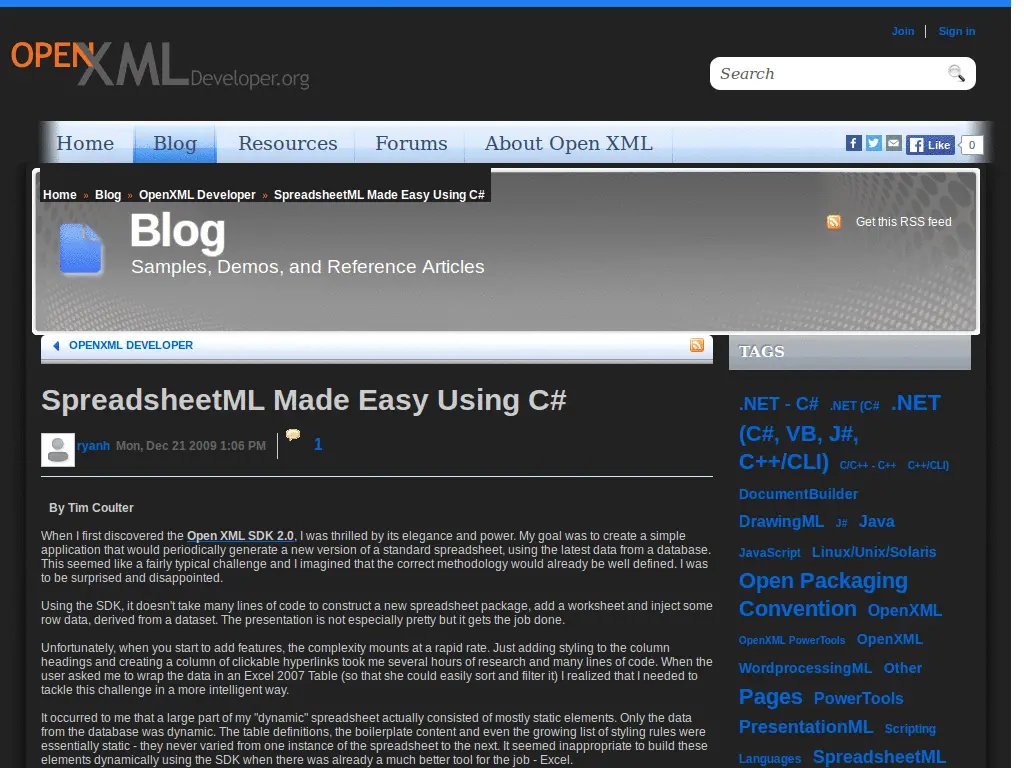 Join
Sign in
OPENXMLDeveloper.org
Search
Home
Blog
Resources
Forums
About Open XML
Like
0
Home » Blog » OpenXML Developer » SpreadsheetML Made Easy Using C#
Blog
Get this RSS feed
Samples, Demos, and Reference Articles
OPENXML DEVELOPER
SpreadsheetML Made Easy Using C#
ryanh Mon, Dec 21 2009 1:06 PM
1
By Tim Coulter
When I first discovered the Open XML SDK 2.0, I was thrilled by its elegance and power. My goal was to create a simple
application that would periodically generate a new version of a standard spreadsheet, using the latest data from a database.
This seemed like a fairly typical challenge and I imagined that the correct methodology would already be well defined. I was
to be surprised and disappointed.
Using the SDK, it doesn't take many lines of code to construct a new spreadsheet package, add a worksheet and inject some
row data, derived from a dataset. The presentation is not especially pretty but it gets the job done.
Unfortunately, when you start to add features, the complexity mounts at a rapid rate. Just adding styling to the column
headings and creating a column of clickable hyperlinks took me several hours of research and many lines of code. When the
user asked me to wrap the data in an Excel 2007 Table (so that she could easily sort and filter it) I realized that I needed to
tackle this challenge in a more intelligent way.
It occurred to me that a large part of my "dynamic" spreadsheet actually consisted of mostly static elements. Only the data
from the database was dynamic. The table definitions, the boilerplate content and even the growing list of styling rules were
essentially static - they never varied from one instance of the spreadsheet to the next. It seemed inappropriate to build these
elements dynamically using the SDK when there was already a much better tool for the job - Excel.
TAGS
.NET - C# .NET (C# .NET
(C#, VB, J#,
C++/CLI) C/C++ - C++ C++/CLI)
DocumentBuilder
DrawingML J# Java
JavaScript Linux/Unix/Solaris
Open Packaging
Convention OpenXML
OpenXML PowerTools OpenXML
WordprocessingML Other
Pages PowerTools
PresentationML Scripting
Languages SpreadsheetML